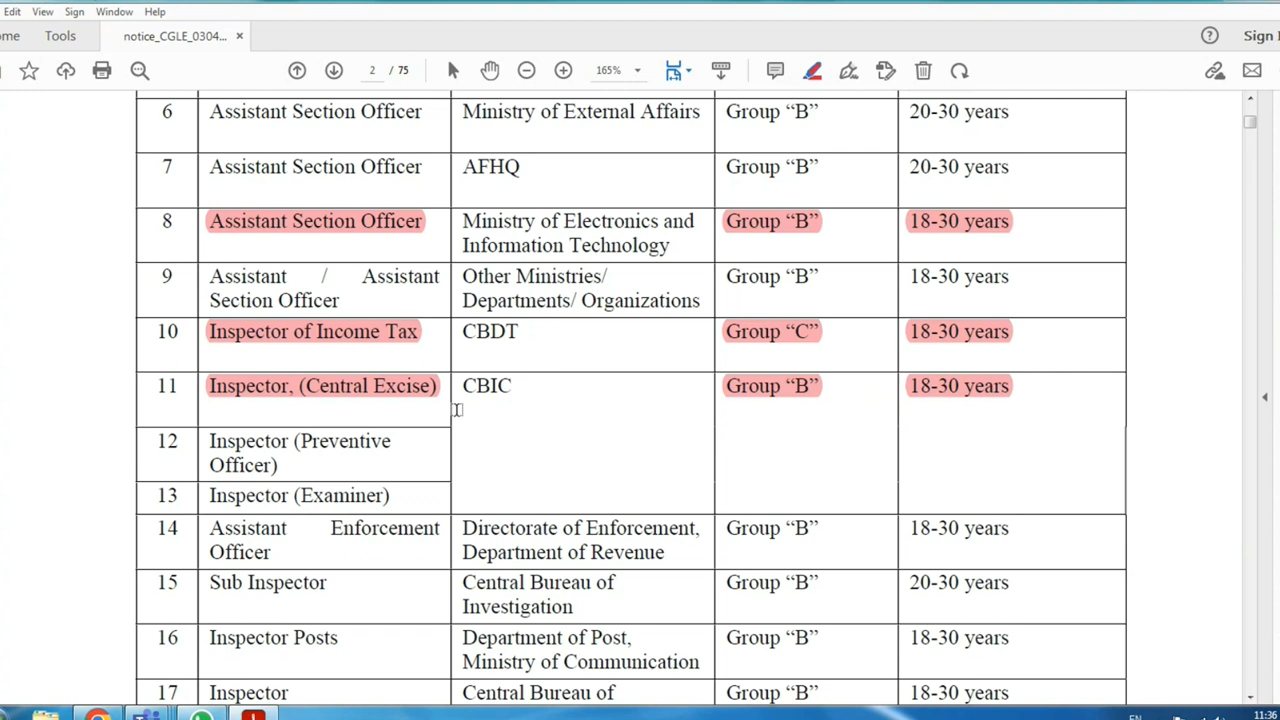 Edit View Sign Window Help
ome Tools notice_CGLE_0304... × Sign I
2 / 75 165%
6 Assistant Section Officer Ministry of External Affairs Group “B” 20-30 years
7 Assistant Section Officer AFHQ Group “B” 20-30 years
8 Assistant Section Officer Ministry of Electronics and Group “B” 18-30 years
Information Technology
9 Assistant / Assistant Other Ministries/ Group “B” 18-30 years
Section Officer Departments/ Organizations
10 Inspector of Income Tax CBDT Group “C” 18-30 years
11 Inspector, (Central Excise) CBIC Group “B” 18-30 years
12 Inspector (Preventive
Officer)
13 Inspector (Examiner)
14 Assistant Enforcement Directorate of Enforcement, Group “B” 18-30 years
Officer Department of Revenue
15 Sub Inspector Central Bureau of Group “B” 20-30 years
Investigation
16 Inspector Posts Department of Post, Group “B” 18-30 years
Ministry of Communication
17 Inspector Central Bureau of Group “B” 18-30 years
EN 11:36